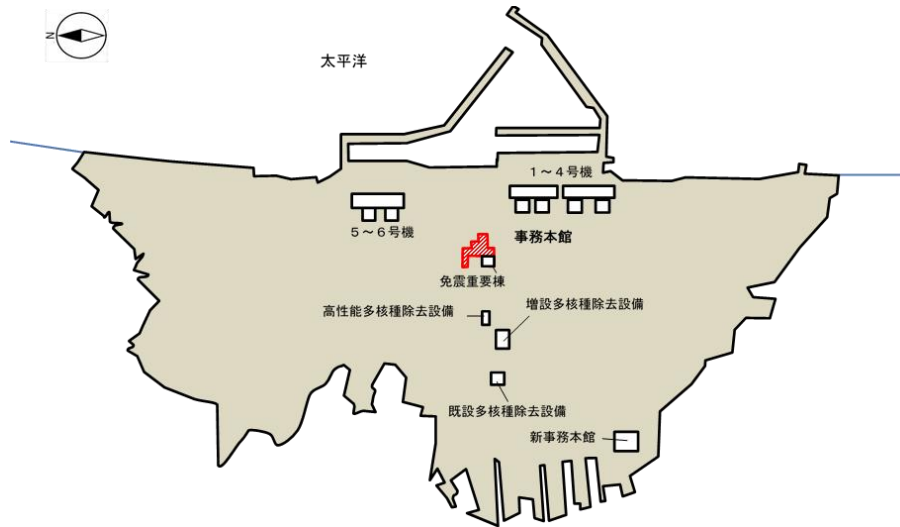 N
太平洋
1～4号機
5～6号機
事務本館
免震重要棟
高性能多核種除去設備
増設多核種除去設備
既設多核種除去設備
新事務本館